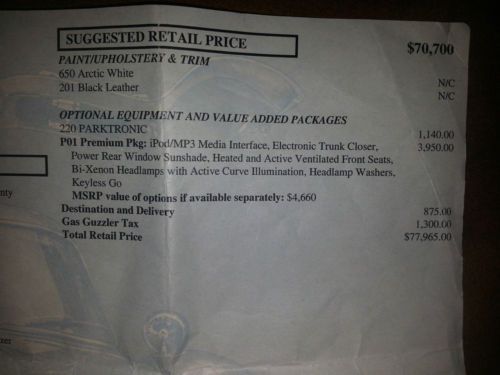 SUGGESTED RETAIL PRICE $70,700
PAINT/UPHOLSTERY & TRIM
650 Arctic White N/C
201 Black Leather N/C
OPTIONAL EQUIPMENT AND VALUE ADDED PACKAGES
220 PARKTRONIC 1,140.00
P01 Premium Pkg: iPod/MP3 Media Interface, Electronic Trunk Closer, 3,950.00
Power Rear Window Sunshade, Heated and Active Ventilated Front Seats,
Bi-Xenon Headlamps with Active Curve Illumination, Headlamp Washers,
Keyless Go
nty
MSRP value of options if available separately: $4,660
Destination and Delivery 875.00
Gas Guzzler Tax 1,300.00
Total Retail Price $77,965.00
zer